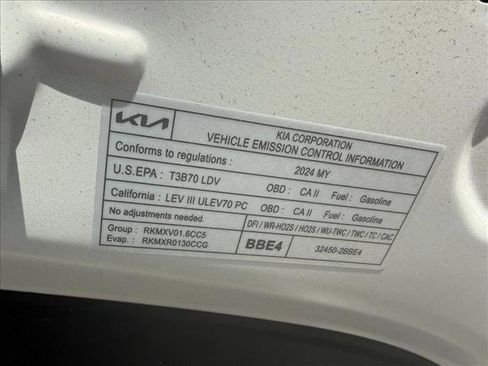 KIA
KIA CORPORATION
VEHICLE EMISSION CONTROL INFORMATION
Conforms to regulations : 2024 MY
U.S.EPA : T3B70 LDV OBD : CA II Fuel : Gasoline
California : LEV III ULEV70 PC OBD : CA II Fuel : Gasoline
No adjustments needed. DFI / WR-HO2S / HO2S / WU-TWC / TWC / TC / CAC
Group : RKMXV01.6CC5
Evap. : RKMXR0130CCG
BBE4 32450-2BBE4